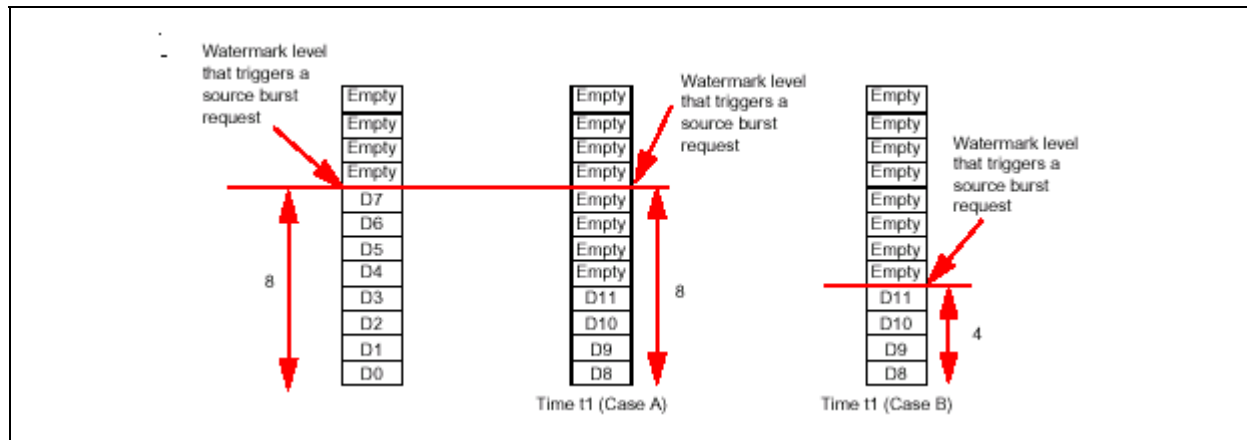 Watermark level
that triggers a
source burst
request
Empty
Empty
Empty
Empty
D7
D6
D5
D4
D3
D2
D1
D0
8
Watermark level
that triggers a
source burst
request
Empty
Empty
Empty
Empty
Empty
Empty
Empty
Empty
D11
D10
D9
D8
8
Time t1 (Case A)
Watermark level
that triggers a
source burst
request
Empty
Empty
Empty
Empty
Empty
Empty
Empty
Empty
D11
D10
D9
D8
4
Time t1 (Case B)